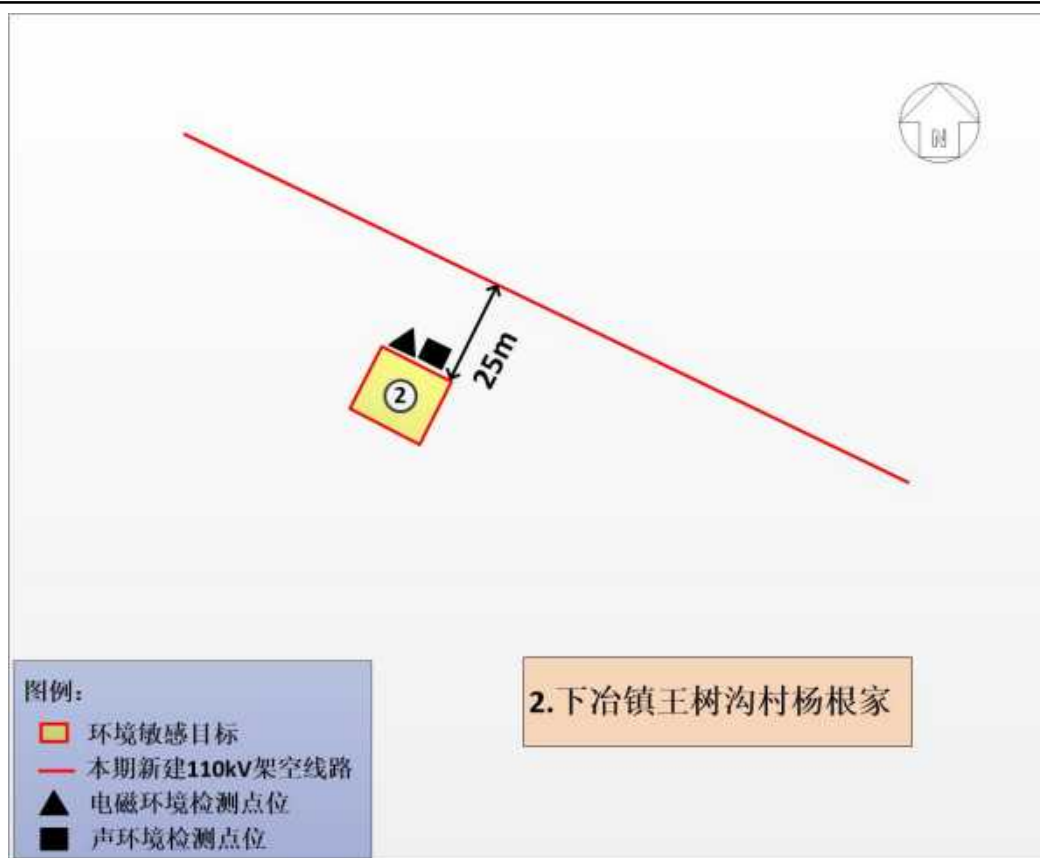 N
25m
2
图例：
环境敏感目标
本期新建110kV架空线路
电磁环境检测点位
声环境检测点位
2.下冶镇王树沟村杨根家